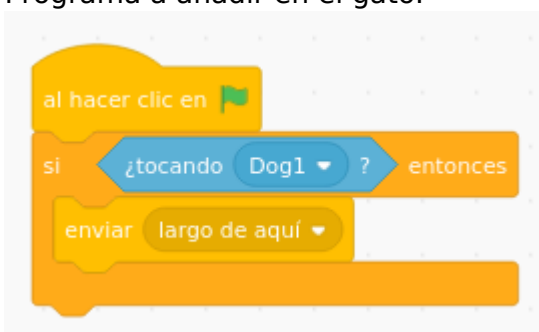 Programa a añadir en el gato:
al hacer clic en
si ¿tocando Dog1 ? entonces
enviar largo de aquí